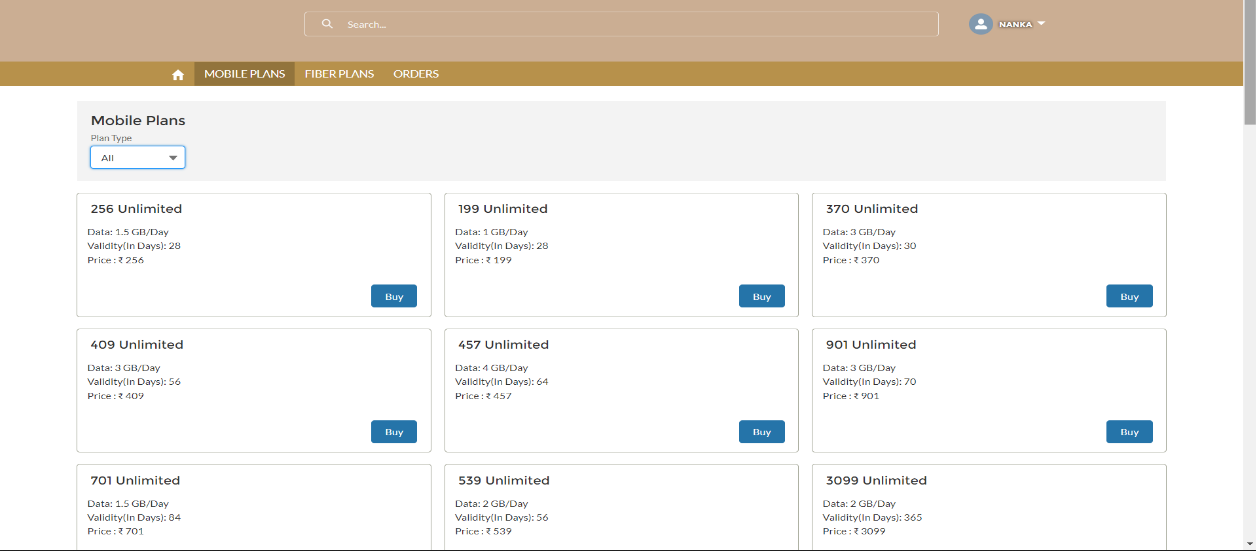 Search...
NANKA
MOBILE PLANS FIBER PLANS ORDERS
Mobile Plans
Plan Type
All
256 Unlimited
Data: 1.5 GB/Day
Validity(In Days): 28
Price : ₹ 256
Buy
199 Unlimited
Data: 1 GB/Day
Validity(In Days): 28
Price : ₹ 199
Buy
370 Unlimited
Data: 3 GB/Day
Validity(In Days): 30
Price : ₹ 370
Buy
409 Unlimited
Data: 3 GB/Day
Validity(In Days): 56
Price : ₹ 409
Buy
457 Unlimited
Data: 4 GB/Day
Validity(In Days): 64
Price : ₹ 457
Buy
901 Unlimited
Data: 3 GB/Day
Validity(In Days): 70
Price : ₹ 901
Buy
701 Unlimited
Data: 1.5 GB/Day
Validity(In Days): 84
Price : ₹ 701
539 Unlimited
Data: 2 GB/Day
Validity(In Days): 56
Price : ₹ 539
3099 Unlimited
Data: 2 GB/Day
Validity(In Days): 365
Price : ₹ 3099